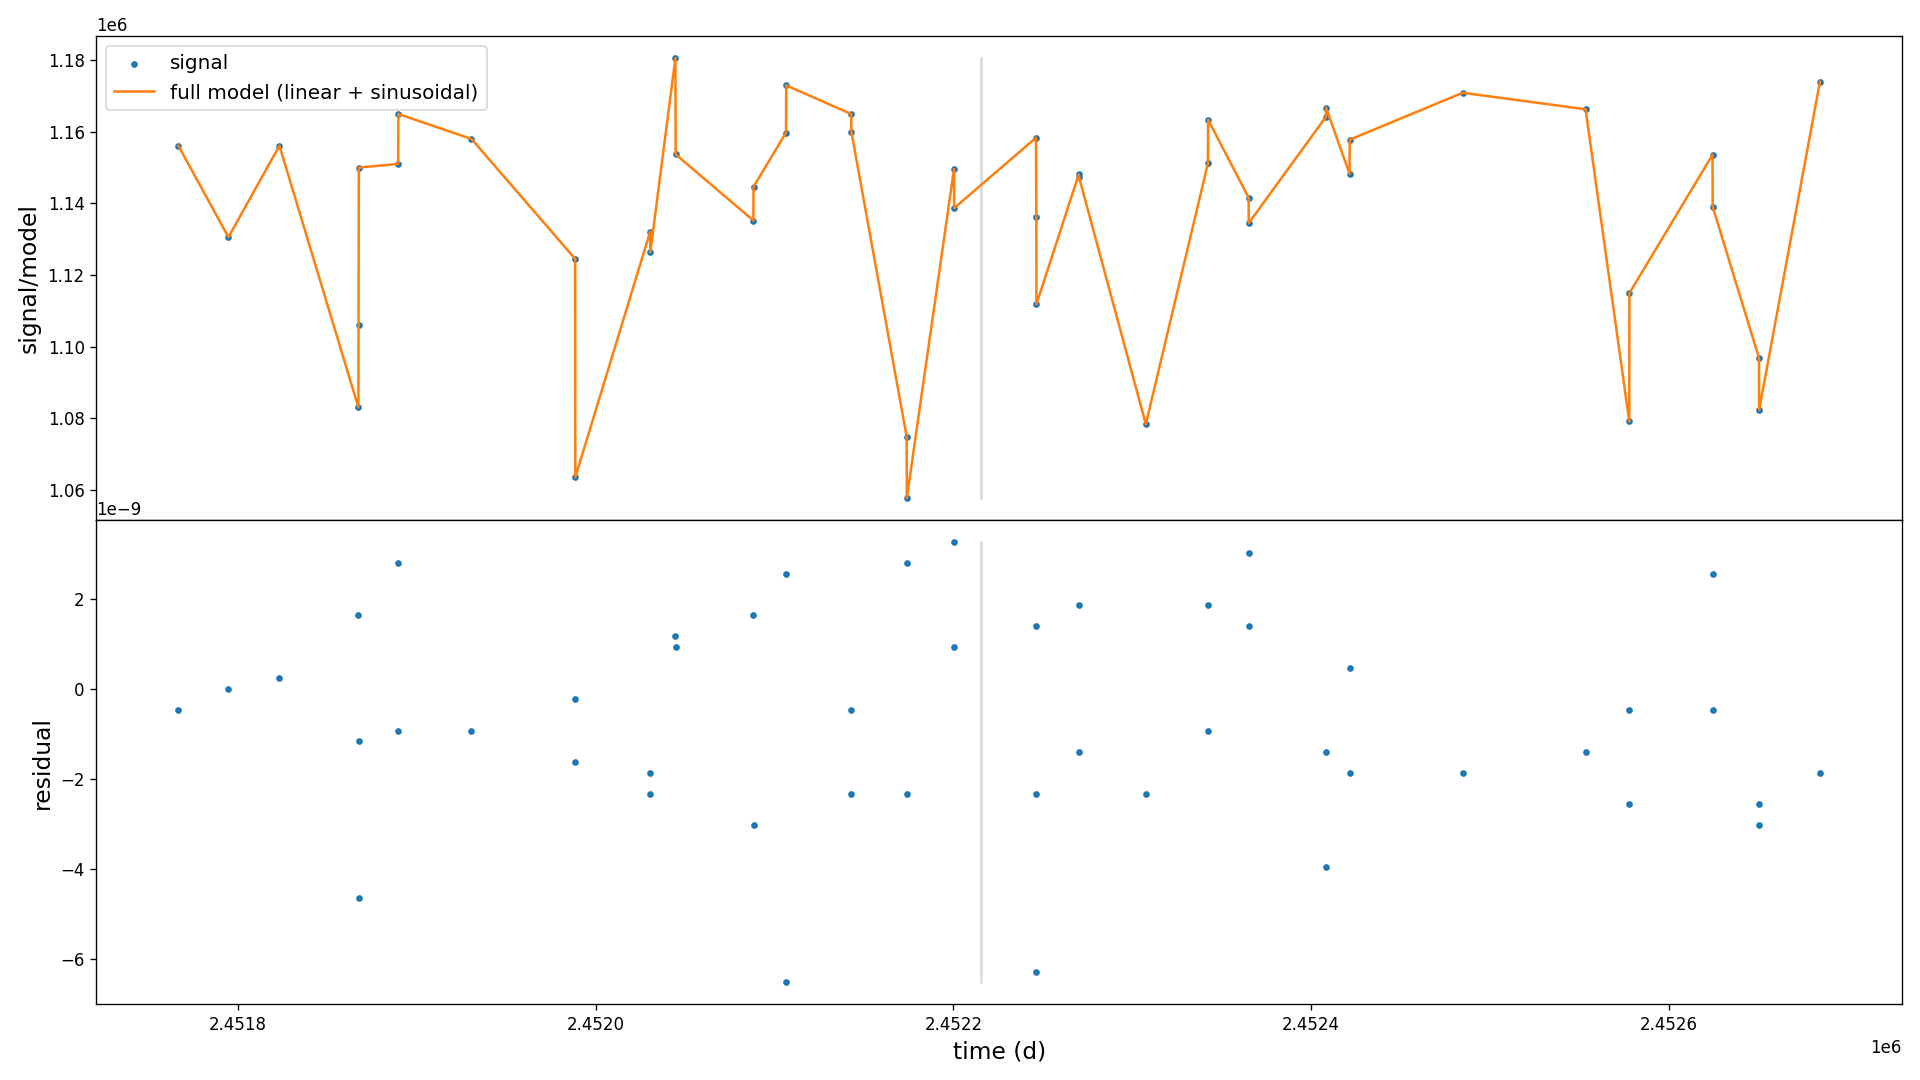 1e6
signal
full model (linear + sinusoidal)
1.18
1.16
1.14
1.12
1.10
1.08
1.06
signal/model
1e−9
2
0
−2
−4
−6
residual
2.4518
2.4520
2.4522
2.4524
2.4526
time (d)
1e6